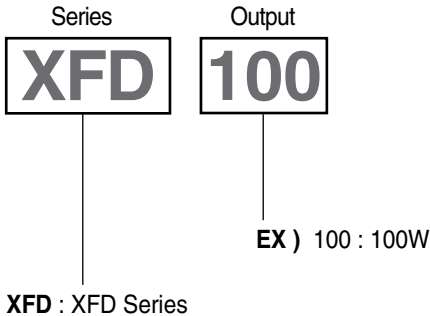 Series Output
XFD 100
EX ) 100 : 100W
XFD : XFD Series